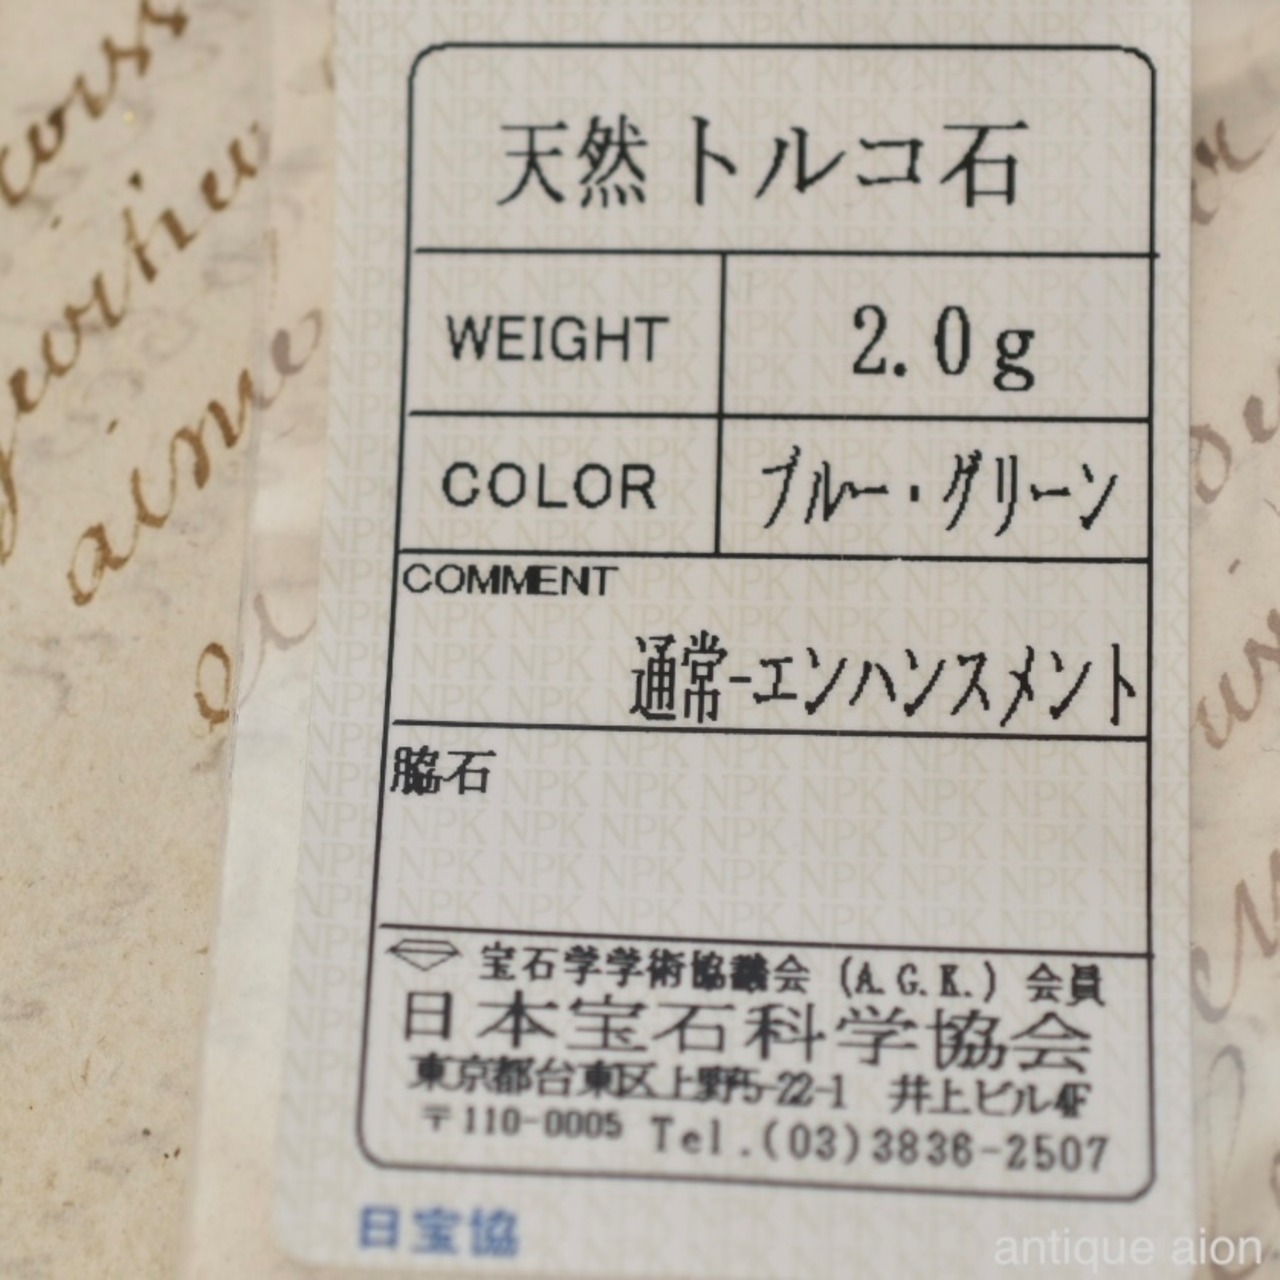 天然トルコ石
WEIGHT 2.0g
COLOR ブルー・グリーン
COMMENT
通常-エンハンスメント
脇石
宝石学学術協議会 (A.G.K.) 会員
日本宝石科学協会
東京都台東区上野5-22-1 井上ビル4F
〒110-0005 Tel.(03)3836-2507
日宝協
antique aion
aime